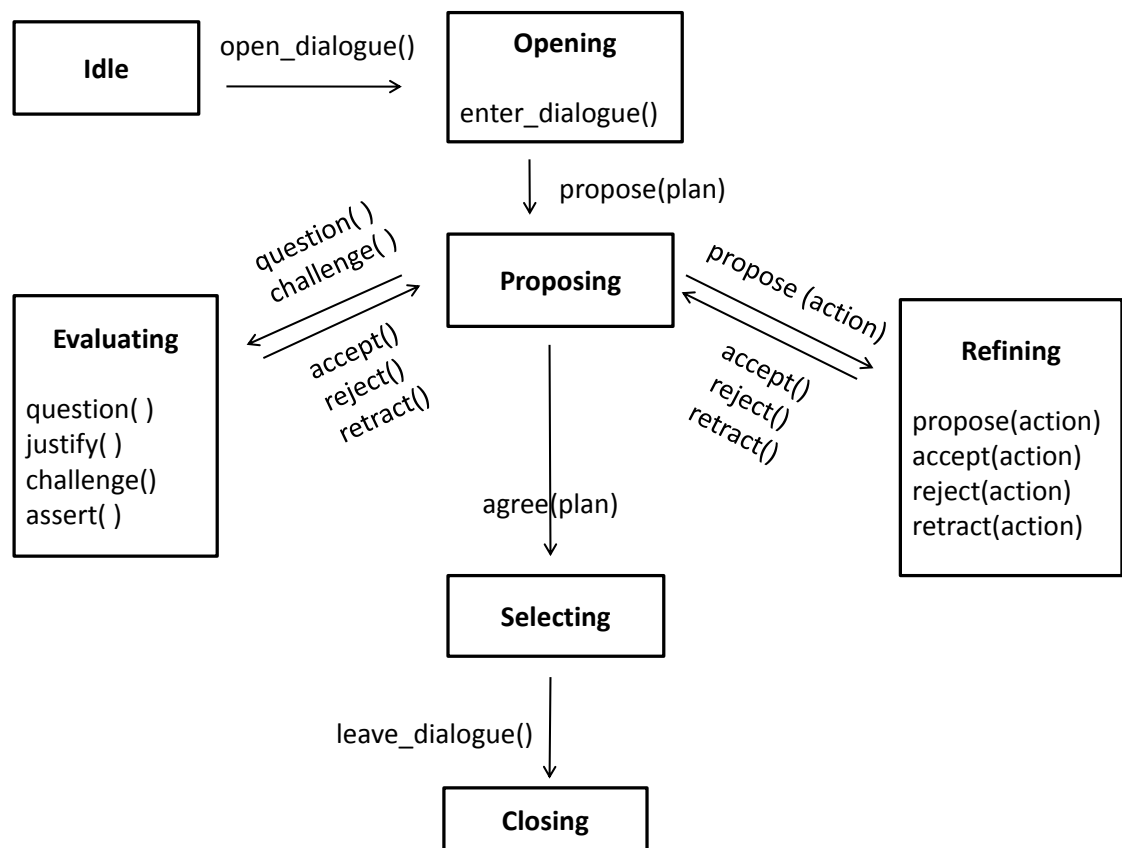 Idle
open_dialogue()
Opening
enter_dialogue()
propose(plan)
question( )
challenge( )
Proposing
propose (action)
accept()
reject()
retract()
accept()
reject()
retract()
Evaluating
question( )
justify( )
challenge()
assert( )
Refining
propose(action)
accept(action)
reject(action)
retract(action)
agree(plan)
Selecting
leave_dialogue()
Closing